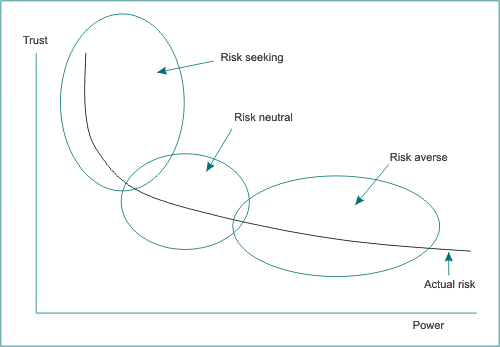 Trust
Risk seeking
Risk neutral
Risk averse
Actual risk
Power